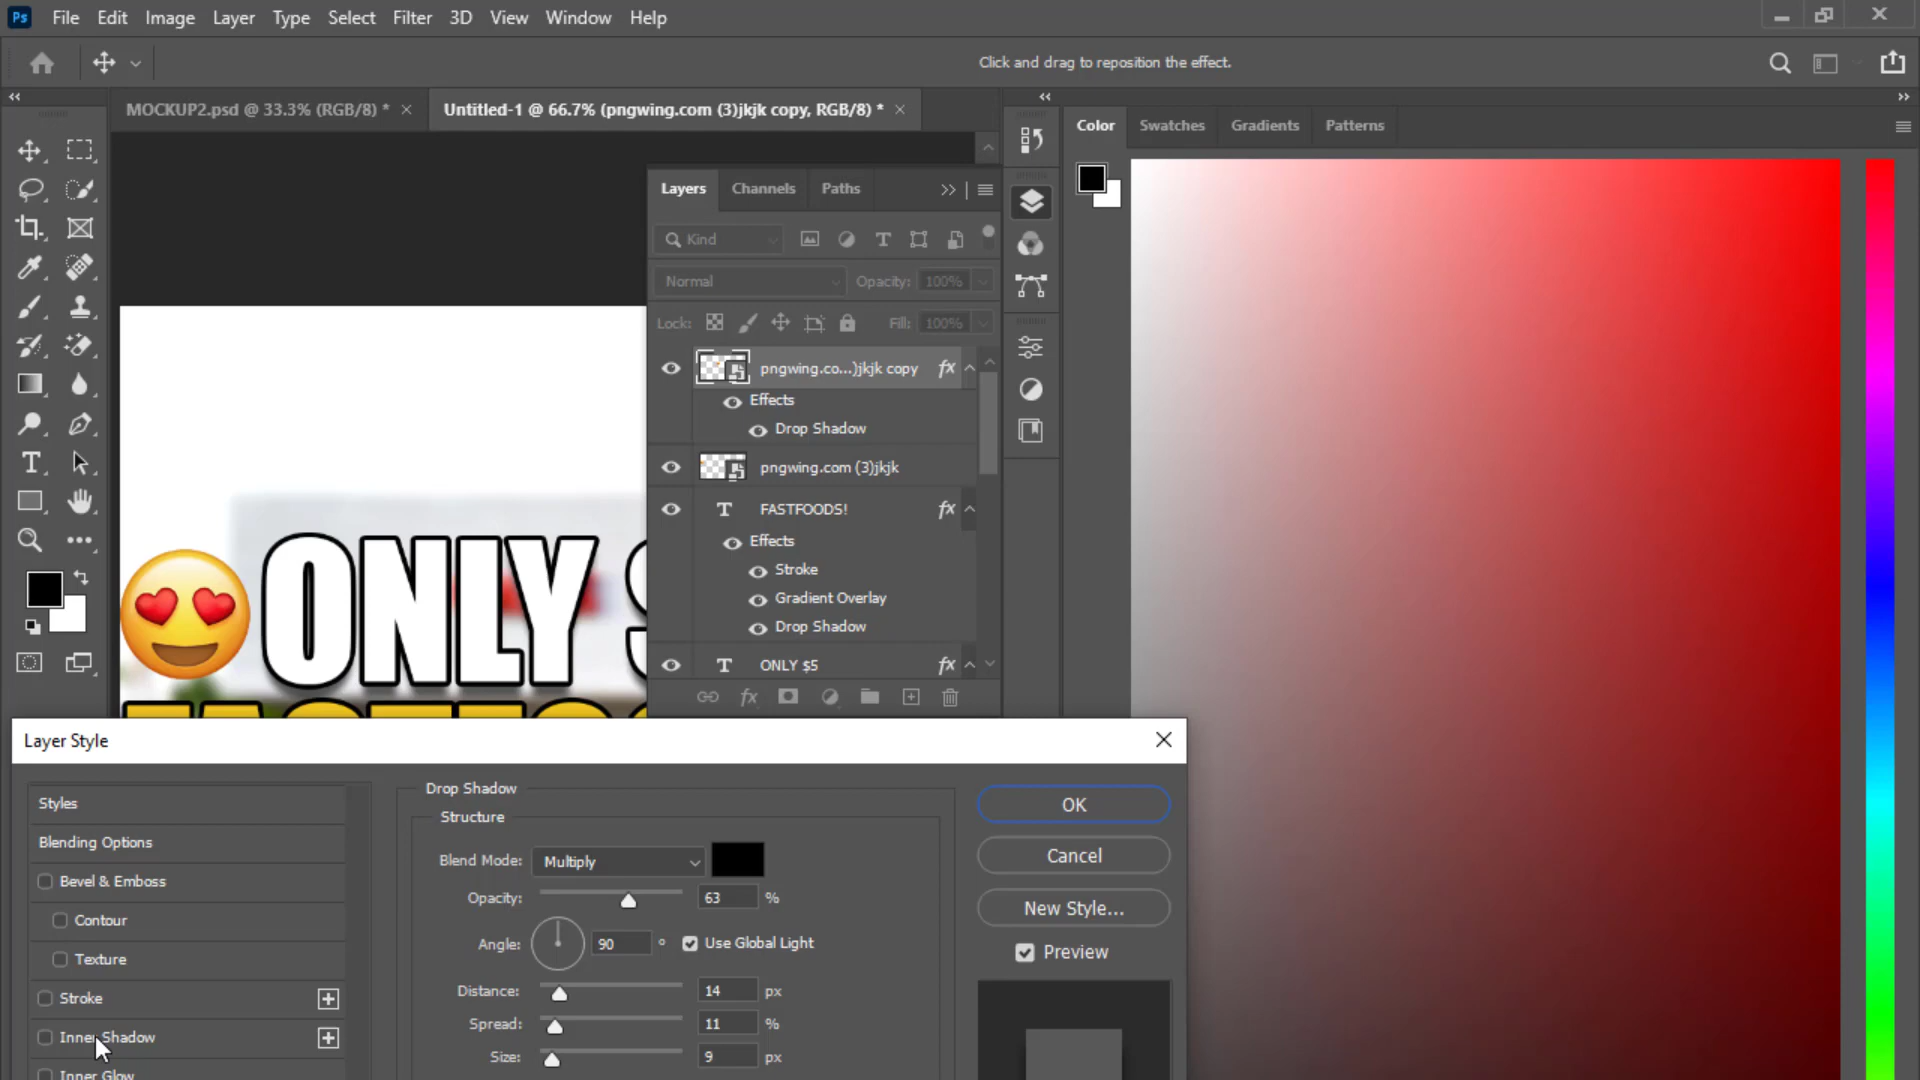 Ps File Edit Image Layer Type Select Filter 3D View Window Help
Click and drag to reposition the effect.
MOCKUP2.psd @ 33.3% (RGB/8) *
Untitled-1 @ 66.7% (pngwing.com (3)jkjk copy, RGB/8) *
Color Swatches Gradients Patterns
Layers Channels Paths
Kind
Normal Opacity: 100%
Lock: Fill: 100%
pngwing.co...)jkjk copy fx
Effects
Drop Shadow
pngwing.com (3)jkjk
T FASTFOODS! fx
Effects
Stroke
Gradient Overlay
Drop Shadow
T ONLY $5 fx
fx
ONLY
Layer Style
Styles
Blending Options
Bevel & Emboss
Contour
Texture
Stroke
Inner Shadow
Inner Glow
Drop Shadow
Structure
Blend Mode: Multiply
Opacity: 63 %
Angle: 90 ° Use Global Light
Distance: 14 px
Spread: 11 %
Size: 9 px
OK
Cancel
New Style...
Preview